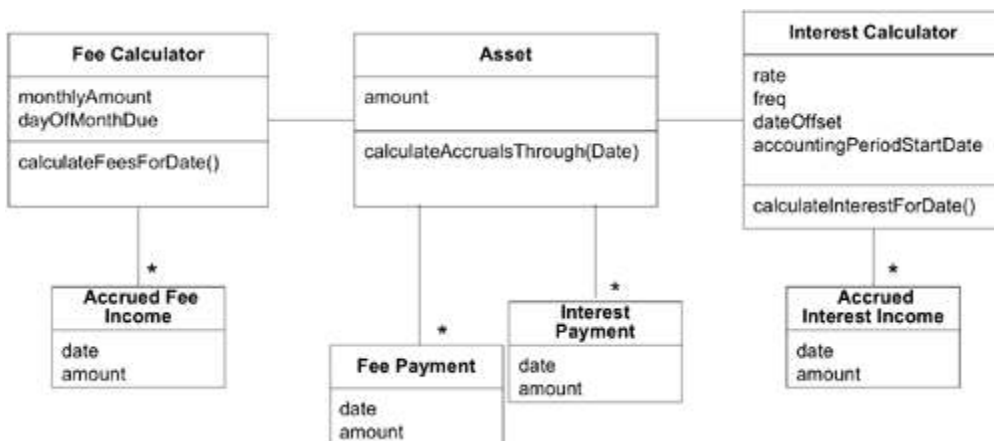 Fee Calculator
monthlyAmount
dayOfMonthDue
calculateFeesForDate()
Asset
amount
calculateAccrualsThrough(Date)
Interest Calculator
rate
freq
dateOffset
accountingPeriodStartDate
calculateInterestForDate()
*
Accrued Fee
Income
date
amount
*
Fee Payment
date
amount
*
Interest
Payment
date
amount
*
Accrued
Interest Income
date
amount